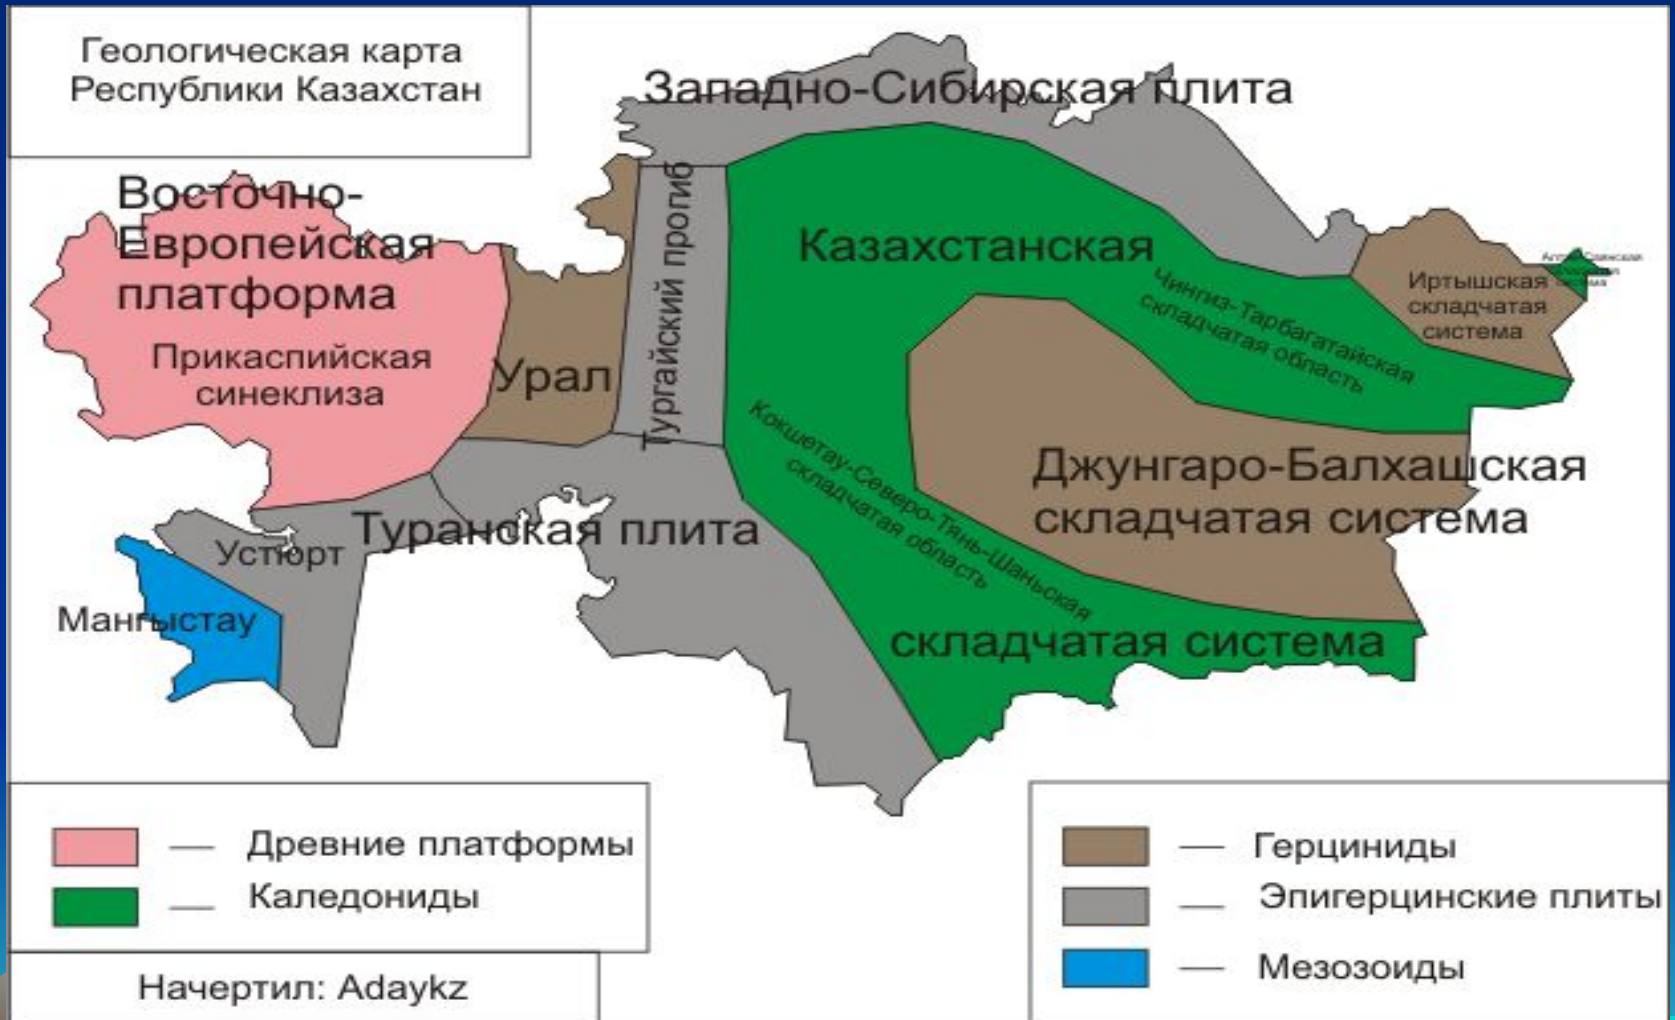 Геологическая карта
Республики Казахстан
Западно-Сибирская плита
Восточно-
Европейская
платформа
Прикаспийская
синеклиза
Урал
Тургайский прогиб
Казахстанская
Чингиз-Тарбагатайская
складчатая область
Иртышская
складчатая
система
система
Джунгаро-Балхашская
складчатая система
Кокшетау-Северо-Тянь-Шаньская
складчатая область
складчатая система
Туранская плита
Устюрт
Мангыстау
— Древние платформы
— Каледониды
— Герциниды
— Эпигерцинские плиты
— Мезозоиды
Начертил: Adaykz